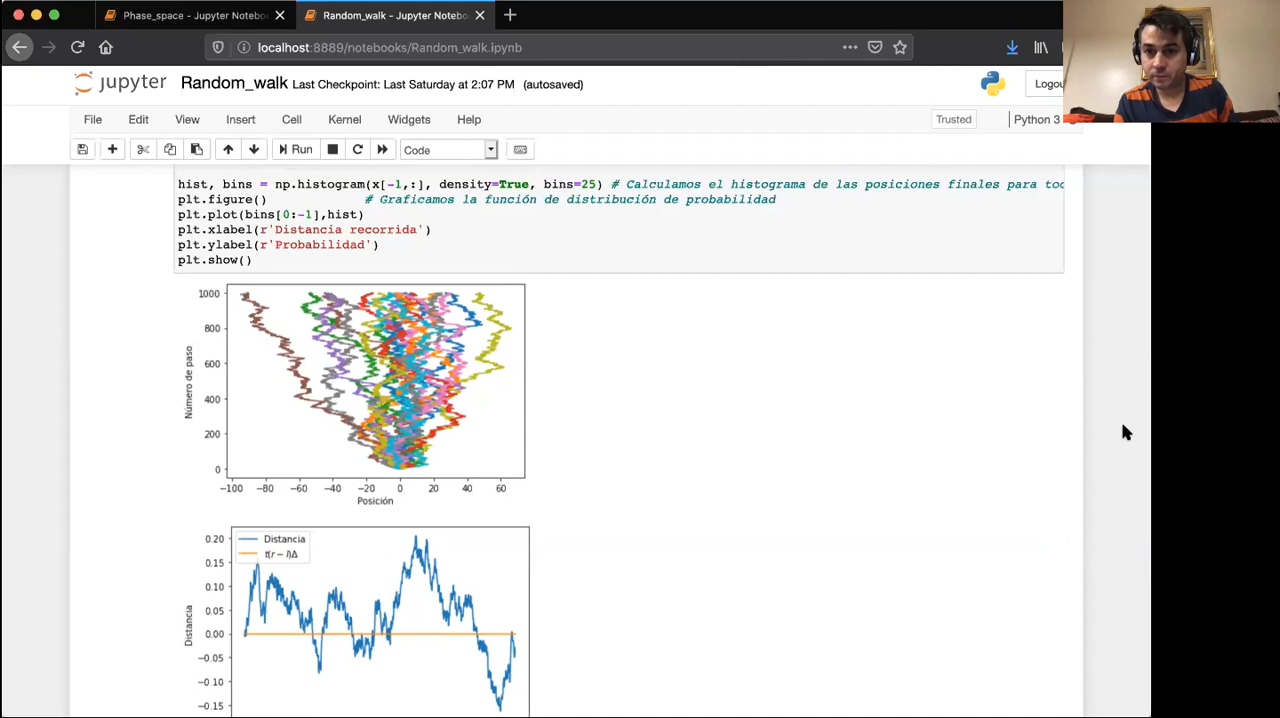 Phase_space - Jupyter Noteb
Random_walk - Jupyter Notebo
localhost:8889/notebooks/Random_walk.ipynb
jupyter Random_walk Last Checkpoint: Last Saturday at 2:07 PM (autosaved)
Logou
File Edit View Insert Cell Kernel Widgets Help
Trusted
Python 3
Run
Code
hist, bins = np.histogram(x[-1,:], density=True, bins=25) # Calculamos el histograma de las posiciones finales para tod
plt.figure() # Graficamos la función de distribución de probabilidad
plt.plot(bins[0:-1],hist)
plt.xlabel(r'Distancia recorrida')
plt.ylabel(r'Probabilidad')
plt.show()
1000
800
600
400
200
0
Número de paso
−100 −80 −60 −40 −20 0 20 40 60
Posición
Distancia
t(r − l)Δ
0.20
0.15
0.10
0.05
0.00
−0.05
−0.10
−0.15
Distancia